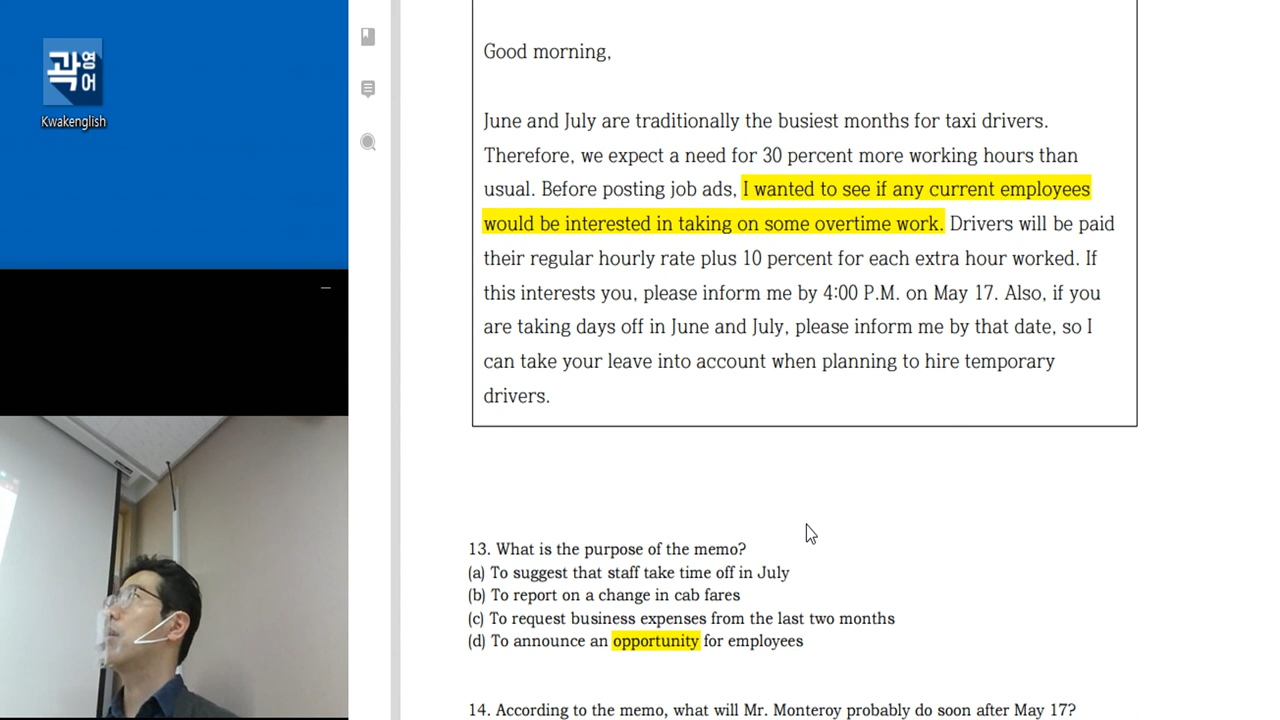 곽영어
Kwakenglish
Good morning,
June and July are traditionally the busiest months for taxi drivers.
Therefore, we expect a need for 30 percent more working hours than
usual. Before posting job ads, I wanted to see if any current employees
would be interested in taking on some overtime work. Drivers will be paid
their regular hourly rate plus 10 percent for each extra hour worked. If
this interests you, please inform me by 4:00 P.M. on May 17. Also, if you
are taking days off in June and July, please inform me by that date, so I
can take your leave into account when planning to hire temporary
drivers.
13. What is the purpose of the memo?
(a) To suggest that staff take time off in July
(b) To report on a change in cab fares
(c) To request business expenses from the last two months
(d) To announce an opportunity for employees
14. According to the memo, what will Mr. Monteroy probably do soon after May 17?